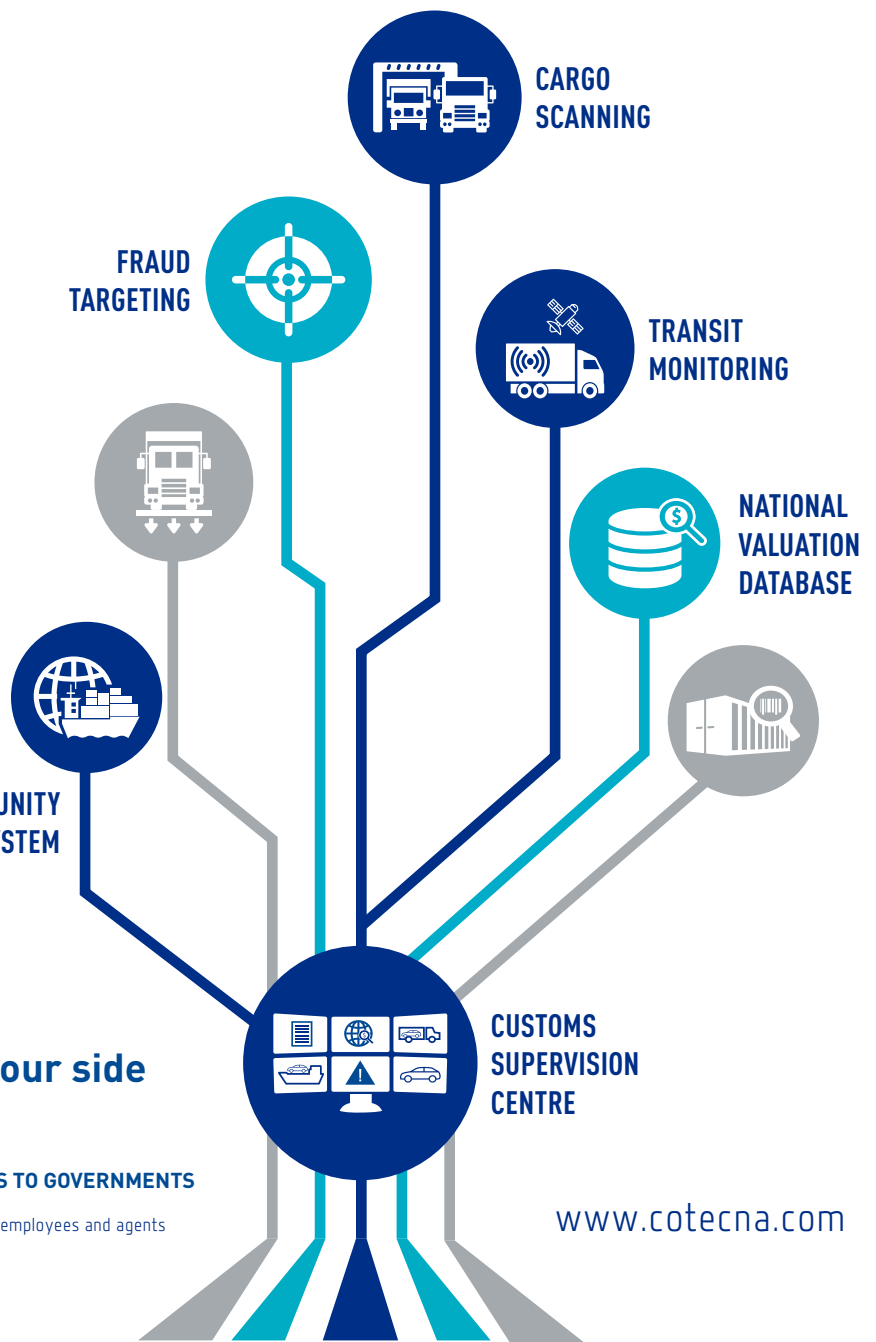 CARGO
SCANNING
FRAUD
TARGETING
TRANSIT
MONITORING
NATIONAL
VALUATION
DATABASE
UNITY
YSTEM
CUSTOMS
SUPERVISION
CENTRE
our side
S TO GOVERNMENTS
employees and agents
www.cotecna.com